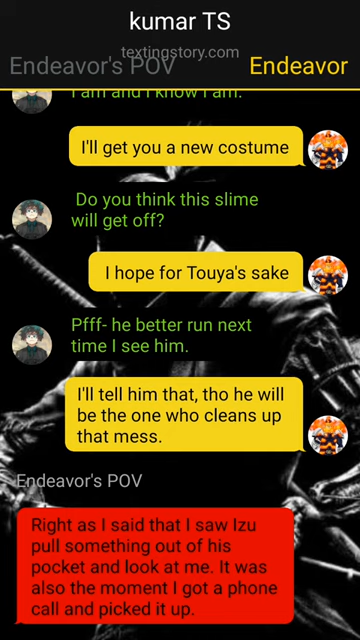 kumar TS
textingstory.com
Endeavor's POV
Endeavor
I am and I know I am.
I'll get you a new costume
Do you think this slime
will get off?
I hope for Touya's sake
Pfff- he better run next
time I see him.
I'll tell him that, tho he will
be the one who cleans up
that mess.
Endeavor's POV
Right as I said that I saw Izu
pull something out of his
pocket and look at me. It was
also the moment I got a phone
call and picked it up.